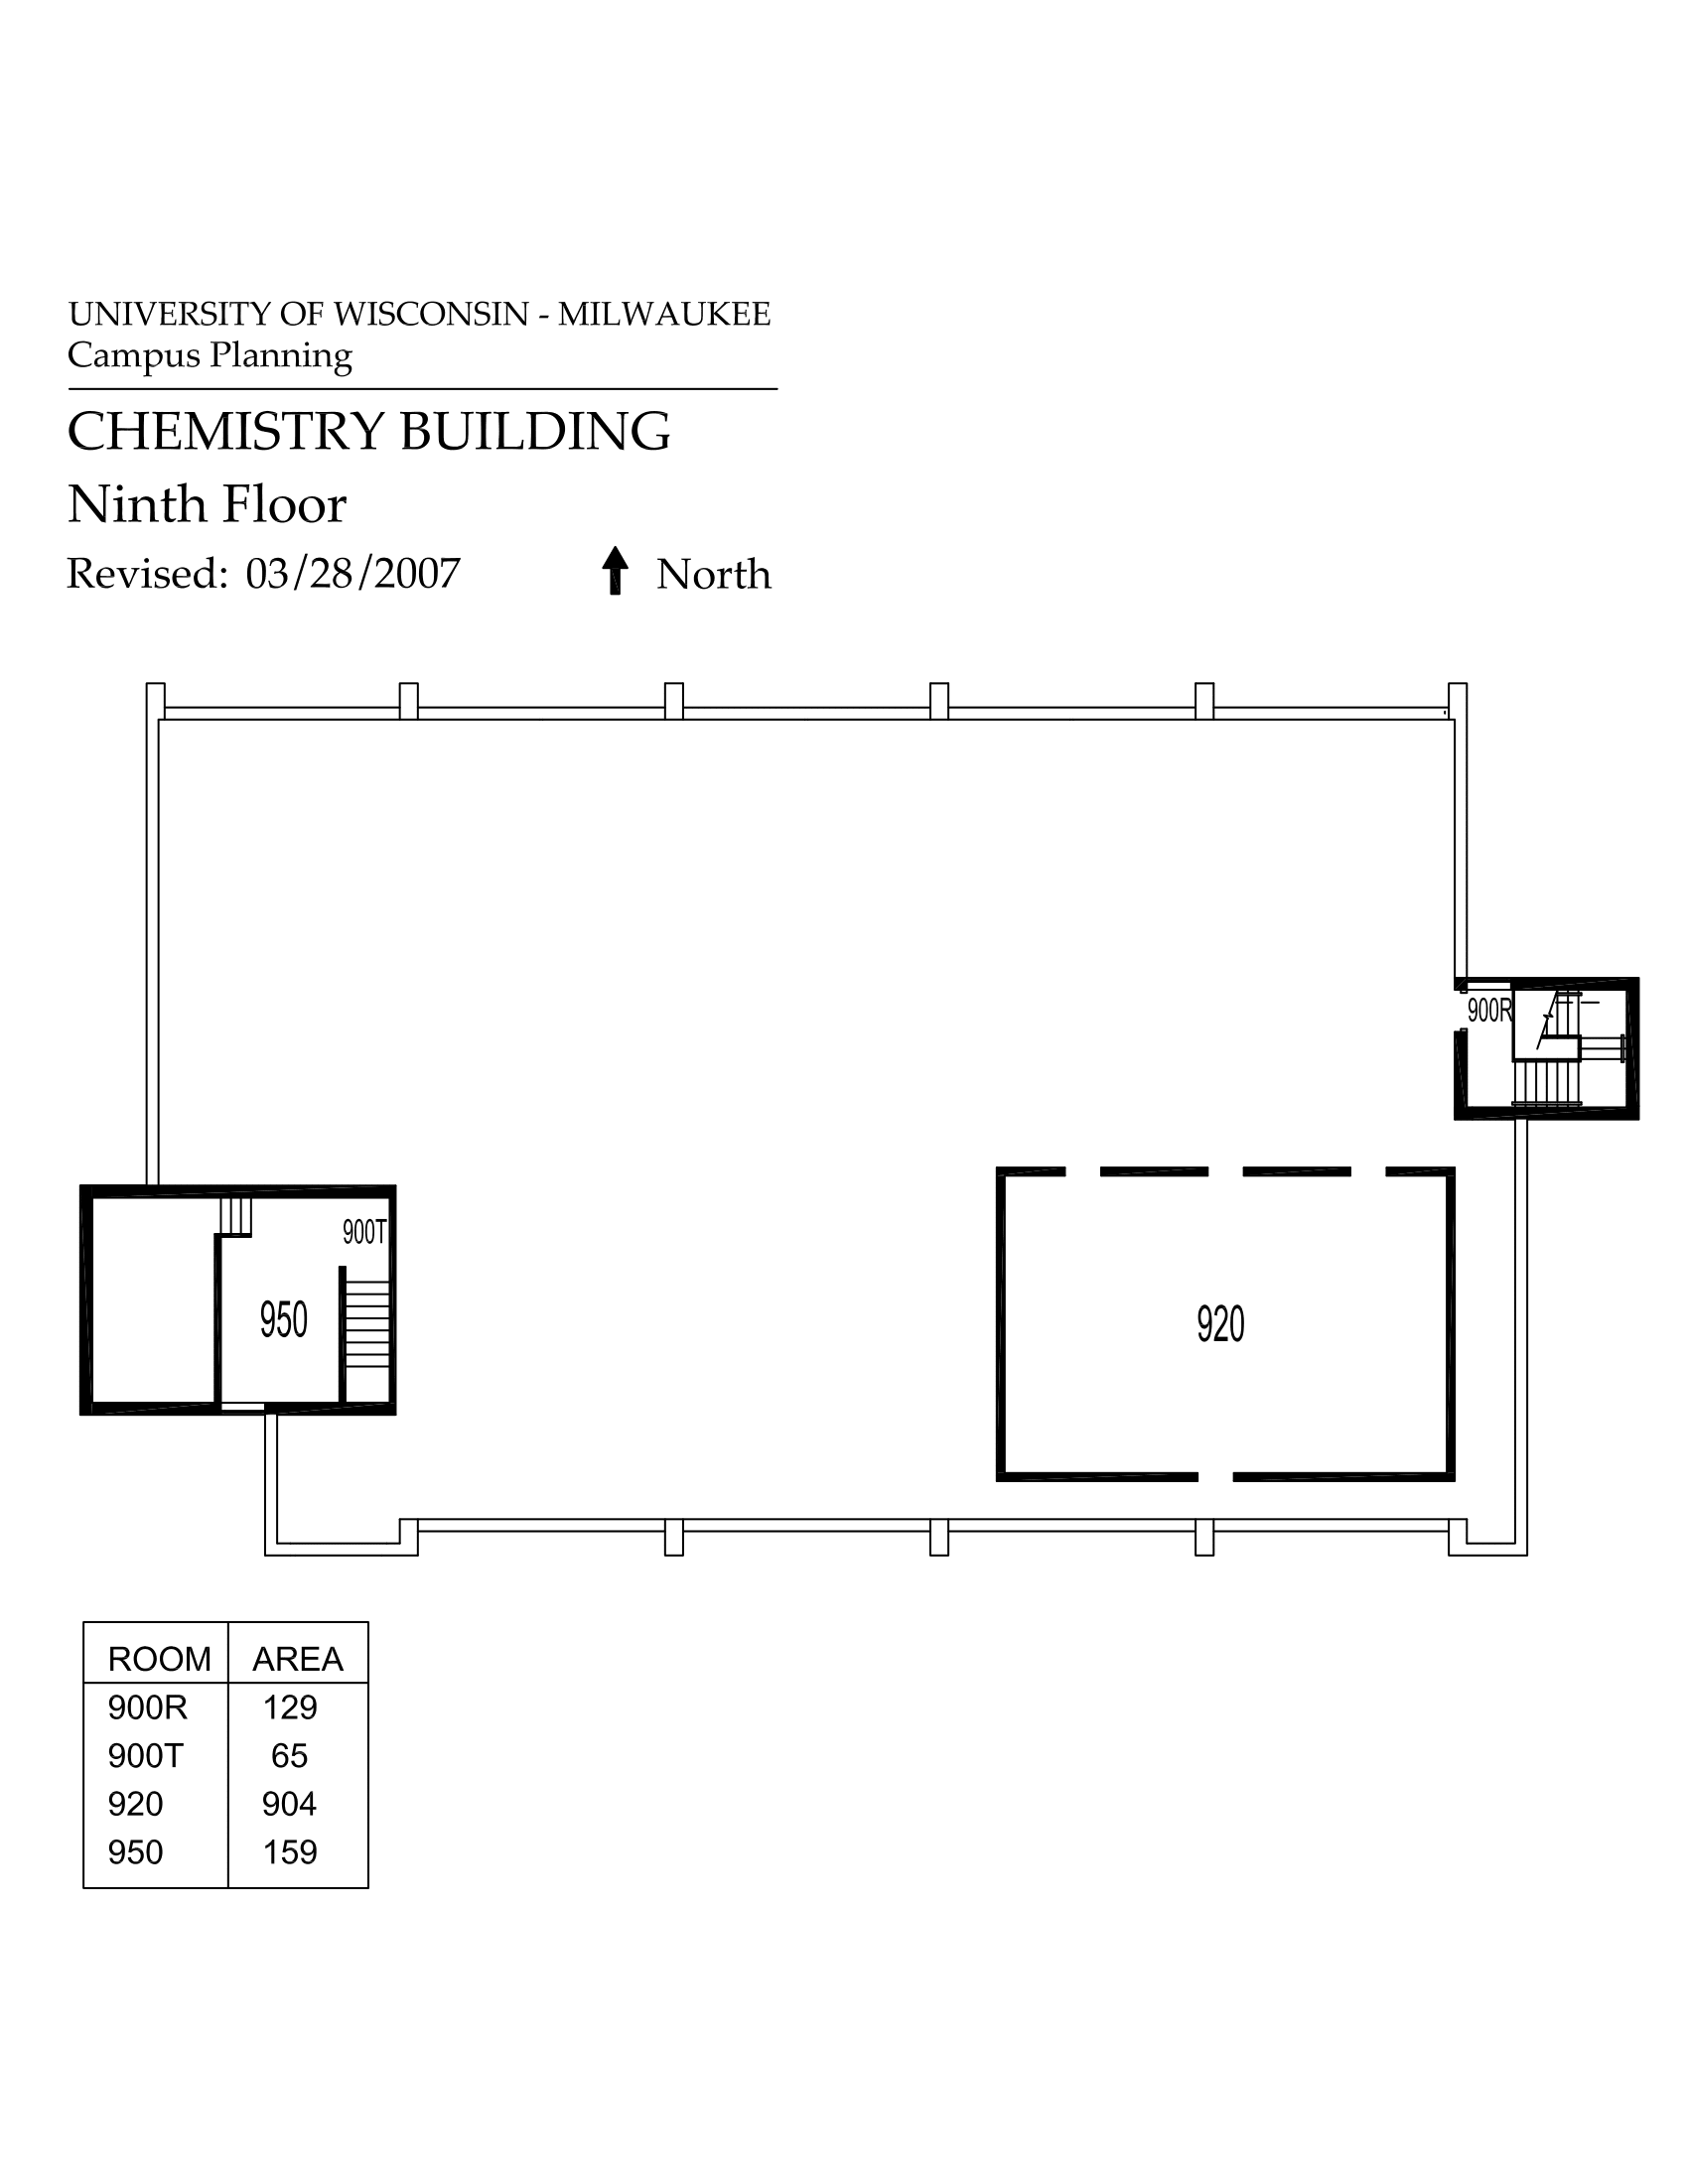 UNIVERSITY OF WISCONSIN - MILWAUKEE
Campus Planning
CHEMISTRY BUILDING
Ninth Floor
Revised: 03/28/2007 North
900R
900T
950
920
ROOM AREA
900R 129
900T 65
920 904
950 159